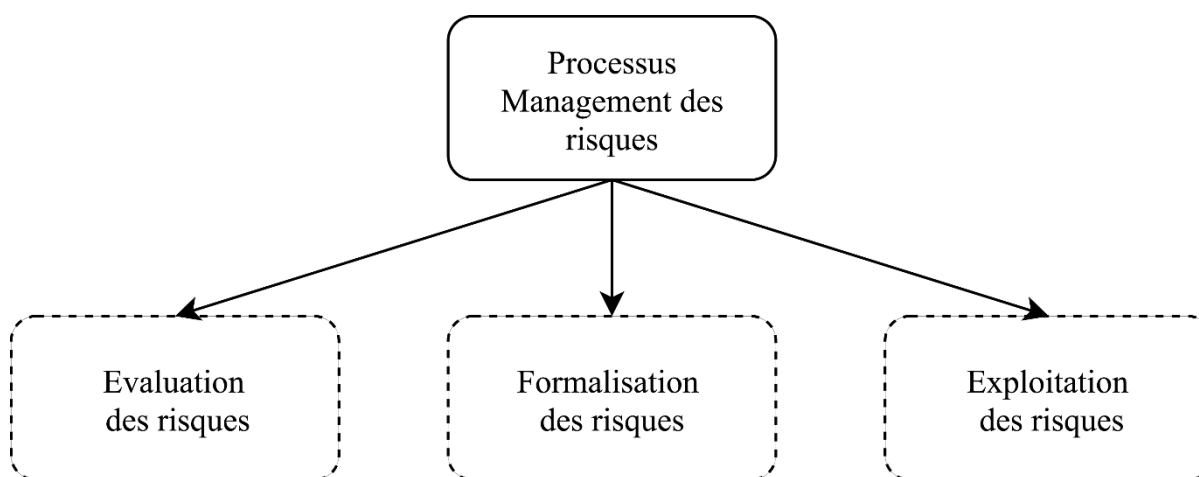 Processus
Management des
risques
Evaluation
des risques
Formalisation
des risques
Exploitation
des risques